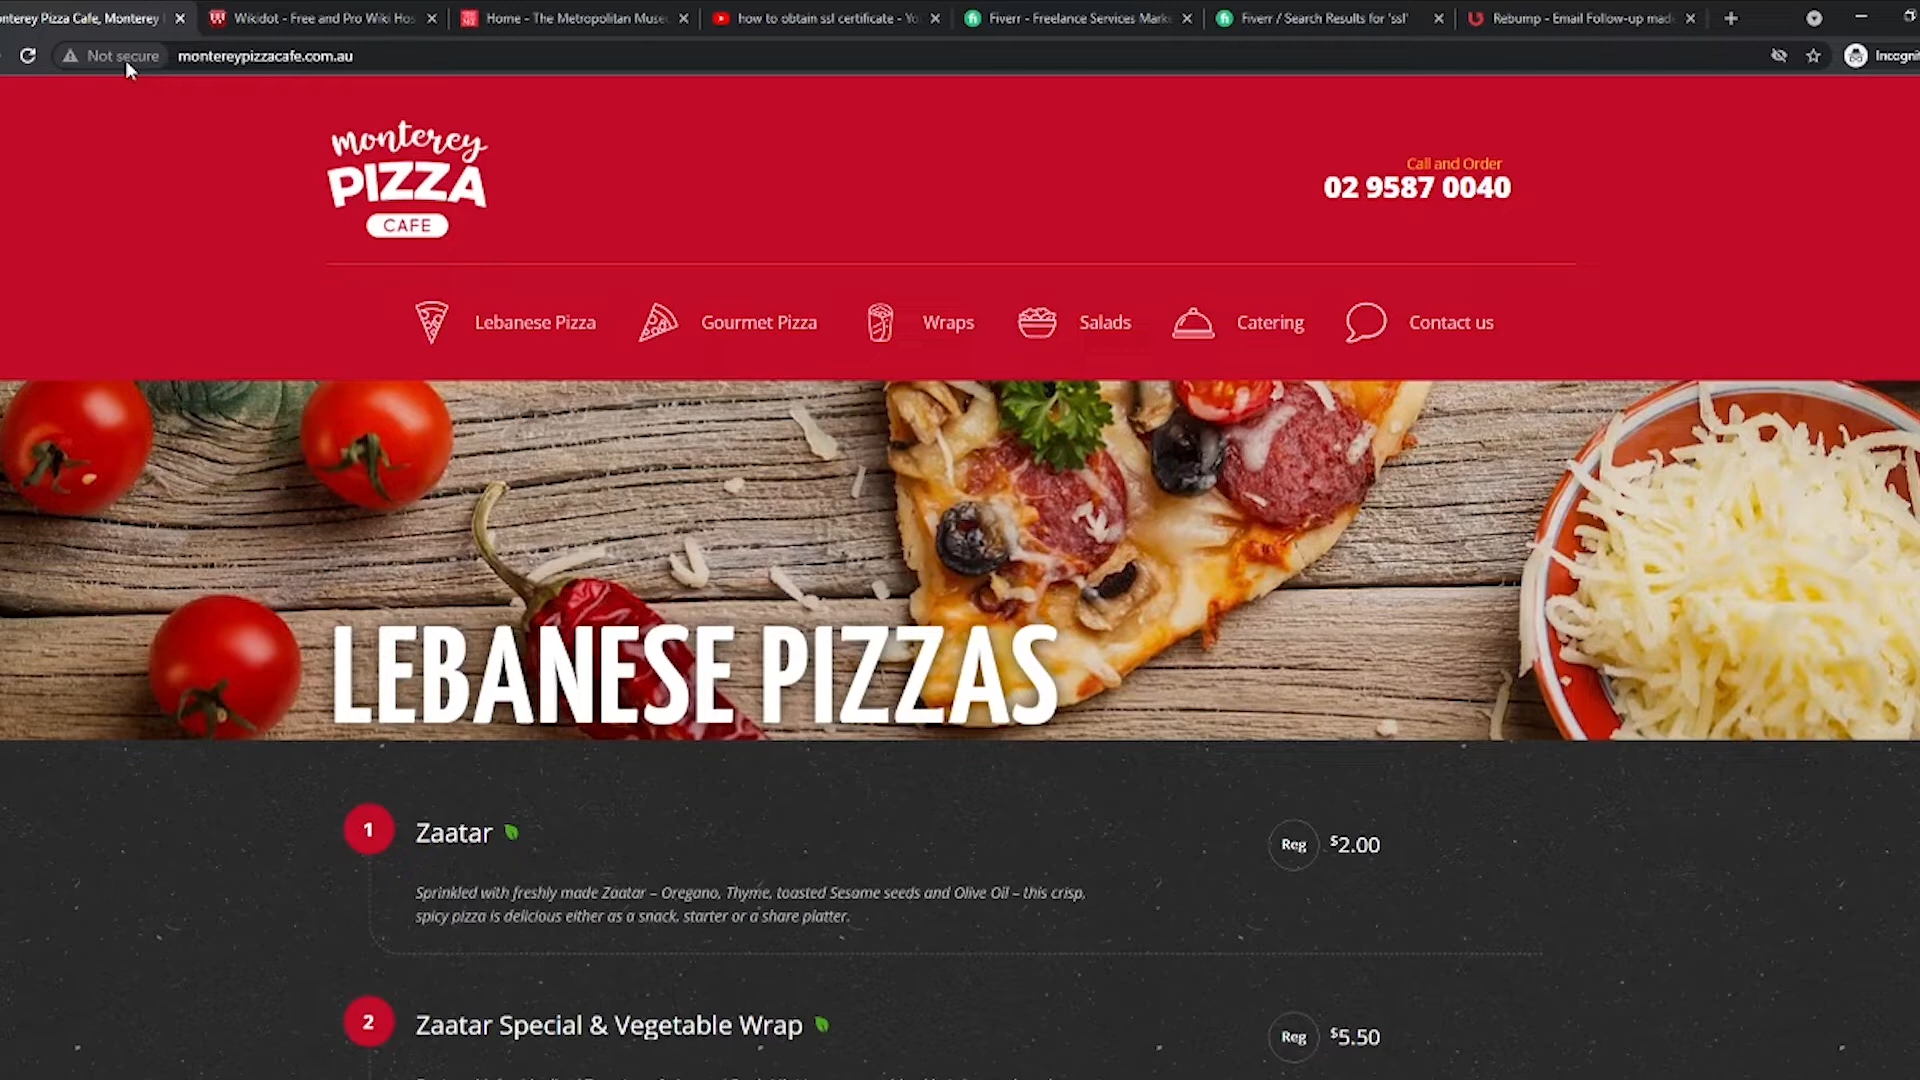 nterey Pizza Cafe, Monterey
Wikidot - Free and Pro Wiki Hos
Home - The Metropolitan Muse
how to obtain ssl certificate - Yo
Fiverr - Freelance Services Mark
Fiverr / Search Results for 'ssl'
Rebump - Email Follow-up mad
Not secure
montereypizzacafe.com.au
Incognit
monterey
PIZZA
CAFE
Call and Order
02 9587 0040
Lebanese Pizza
Gourmet Pizza
Wraps
Salads
Catering
Contact us
LEBANESE PIZZAS
1
Zaatar
Reg
$2.00
Sprinkled with freshly made Zaatar – Oregano, Thyme, toasted Sesame seeds and Olive Oil – this crisp,
spicy pizza is delicious either as a snack, starter or a share platter.
2
Zaatar Special & Vegetable Wrap
Reg
$5.50